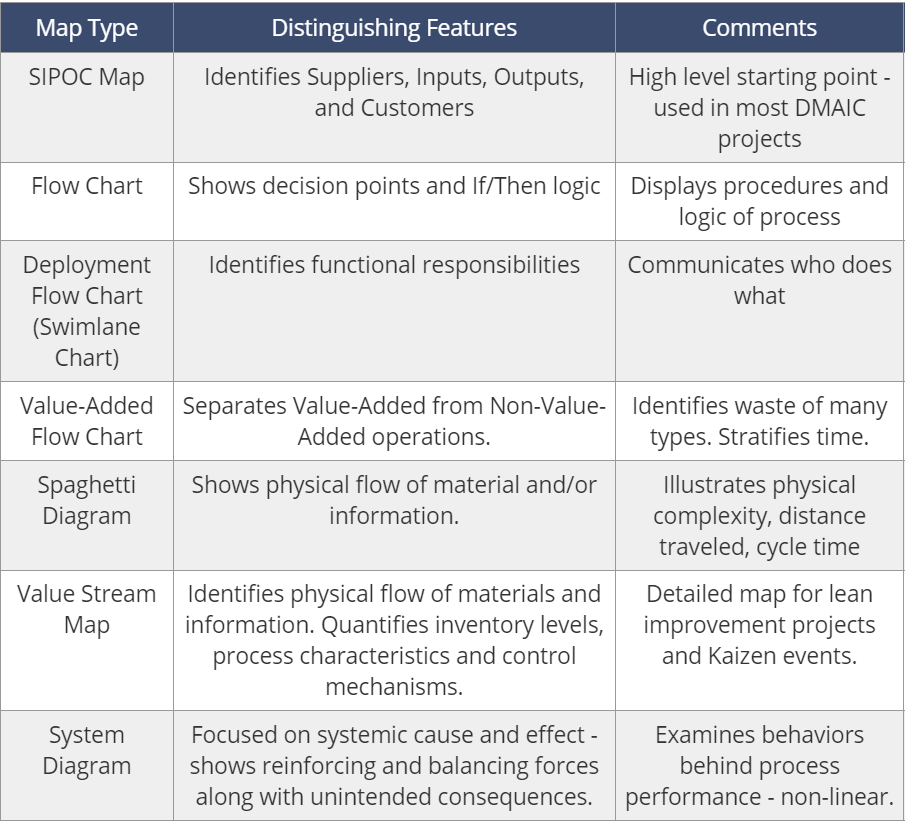 Map Type
Distinguishing Features
Comments
SIPOC Map
Identifies Suppliers, Inputs, Outputs,
and Customers
High level starting point -
used in most DMAIC
projects
Flow Chart
Shows decision points and If/Then logic
Displays procedures and
logic of process
Deployment
Flow Chart
(Swimlane
Chart)
Identifies functional responsibilities
Communicates who does
what
Value-Added
Flow Chart
Separates Value-Added from Non-Value-
Added operations.
Identifies waste of many
types. Stratifies time.
Spaghetti
Diagram
Shows physical flow of material and/or
information.
Illustrates physical
complexity, distance
traveled, cycle time
Value Stream
Map
Identifies physical flow of materials and
information. Quantifies inventory levels,
process characteristics and control
mechanisms.
Detailed map for lean
improvement projects
and Kaizen events.
System
Diagram
Focused on systemic cause and effect -
shows reinforcing and balancing forces
along with unintended consequences.
Examines behaviors
behind process
performance - non-linear.